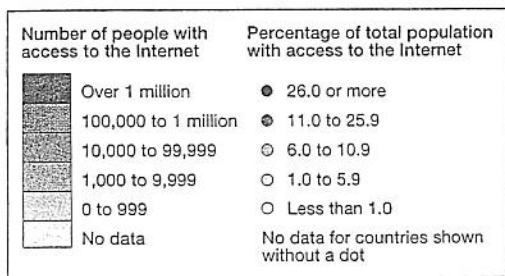 Number of people with
access to the Internet
Over 1 million
100,000 to 1 million
10,000 to 99,999
1,000 to 9,999
0 to 999
No data
Percentage of total population
with access to the Internet
26.0 or more
11.0 to 25.9
6.0 to 10.9
1.0 to 5.9
Less than 1.0
No data for countries shown
without a dot